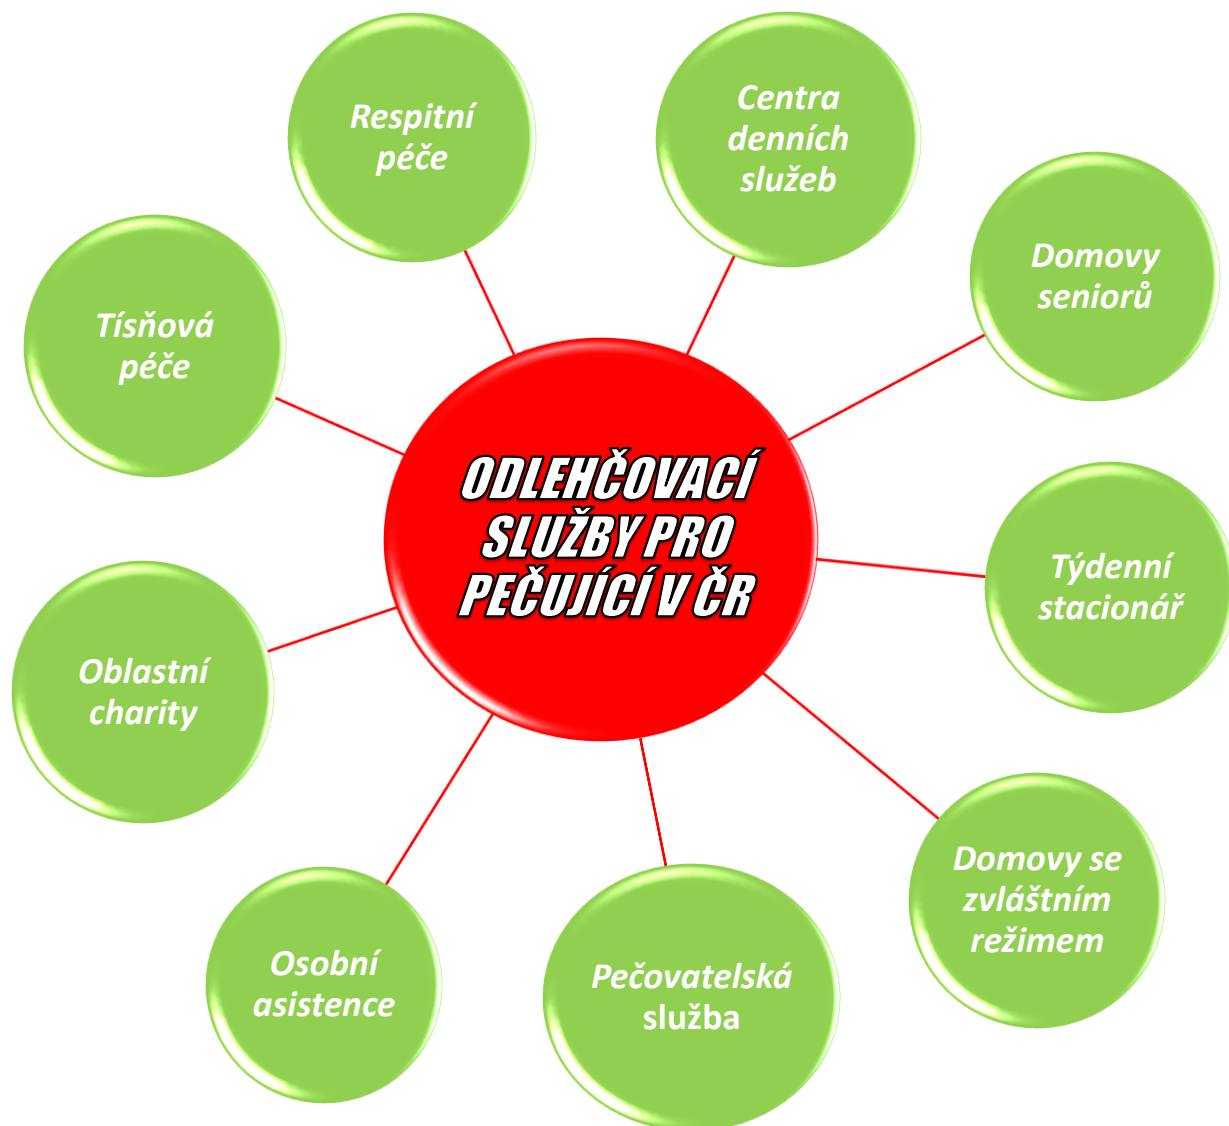 Respitní
péče
Centra
denních
služeb
Domovy
seniorů
Tísňová
péče
ODLEHČOVACÍ
SLUŽBY PRO
PEČUJÍCÍ V ČR
Týdenní
stacionář
Oblastní
charity
Domovy se
zvláštním
režimem
Osobní
asistence
Pečovatelská
služba